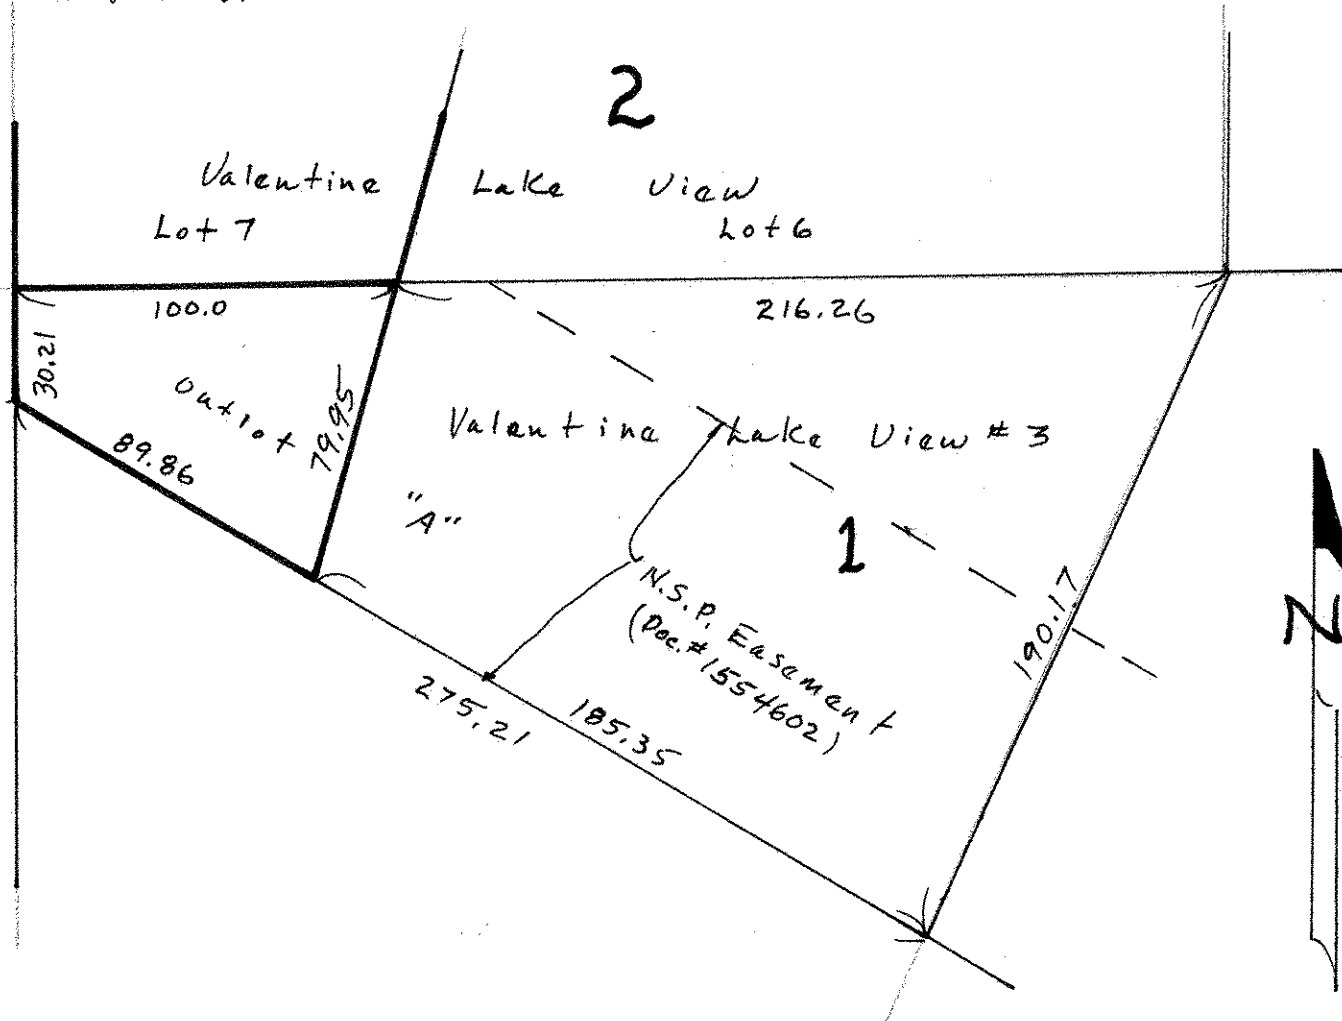 2
Valentine Lake View
Lot 7 Lot 6
100.0 216.26
30.21
Outlot 79.95
Valentine Lake View # 3
89.86
"A"
1
N.S.P. Easement
(Doc.# 1554602)
190.17
275.21
185.35
N